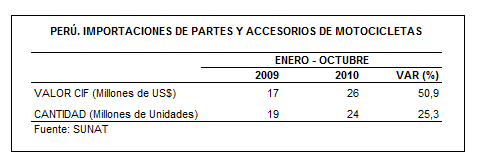 PERÚ. IMPORTACIONES DE PARTES Y ACCESORIOS DE MOTOCICLETAS
ENERO - OCTUBRE
2009 2010 VAR (%)
VALOR CIF (Millones de US$) 17 26 50,9
CANTIDAD (Millones de Unidades) 19 24 25,3
Fuente: SUNAT